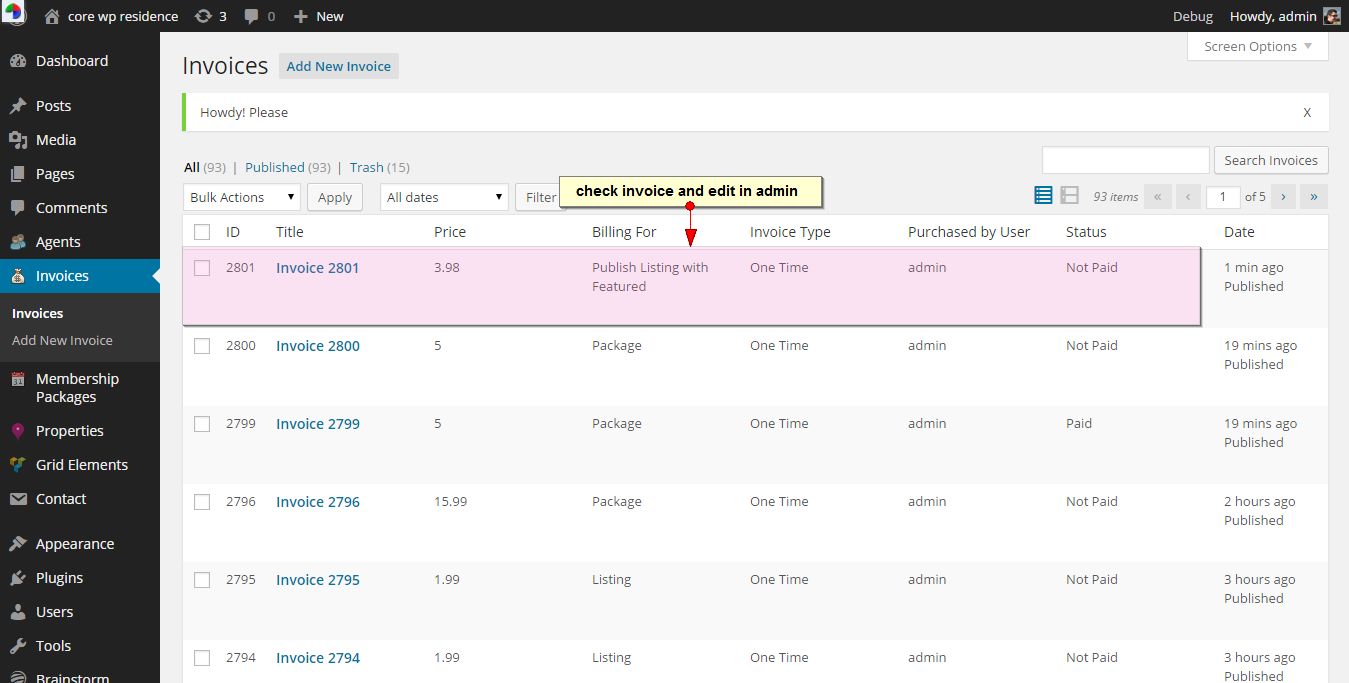 core wp residence 3 0 New Debug Howdy, admin
Screen Options
Dashboard
Posts
Media
Pages
Comments
Agents
Invoices
Invoices
Add New Invoice
Membership
Packages
Properties
Grid Elements
Contact
Appearance
Plugins
Users
Tools
Brainstorm
Invoices Add New Invoice
Howdy! Please X
All (93) | Published (93) | Trash (15)
Search Invoices
Bulk Actions Apply All dates Filter
check invoice and edit in admin
93 items « ‹ 1 of 5 › »
ID Title Price Billing For Invoice Type Purchased by User Status Date
2801 Invoice 2801 3.98 Publish Listing with One Time admin Not Paid 1 min ago
Featured Published
2800 Invoice 2800 5 Package One Time admin Not Paid 19 mins ago
Published
2799 Invoice 2799 5 Package One Time admin Paid 19 mins ago
Published
2796 Invoice 2796 15.99 Package One Time admin Not Paid 2 hours ago
Published
2795 Invoice 2795 1.99 Listing One Time admin Not Paid 3 hours ago
Published
2794 Invoice 2794 1.99 Listing One Time admin Not Paid 3 hours ago
Published